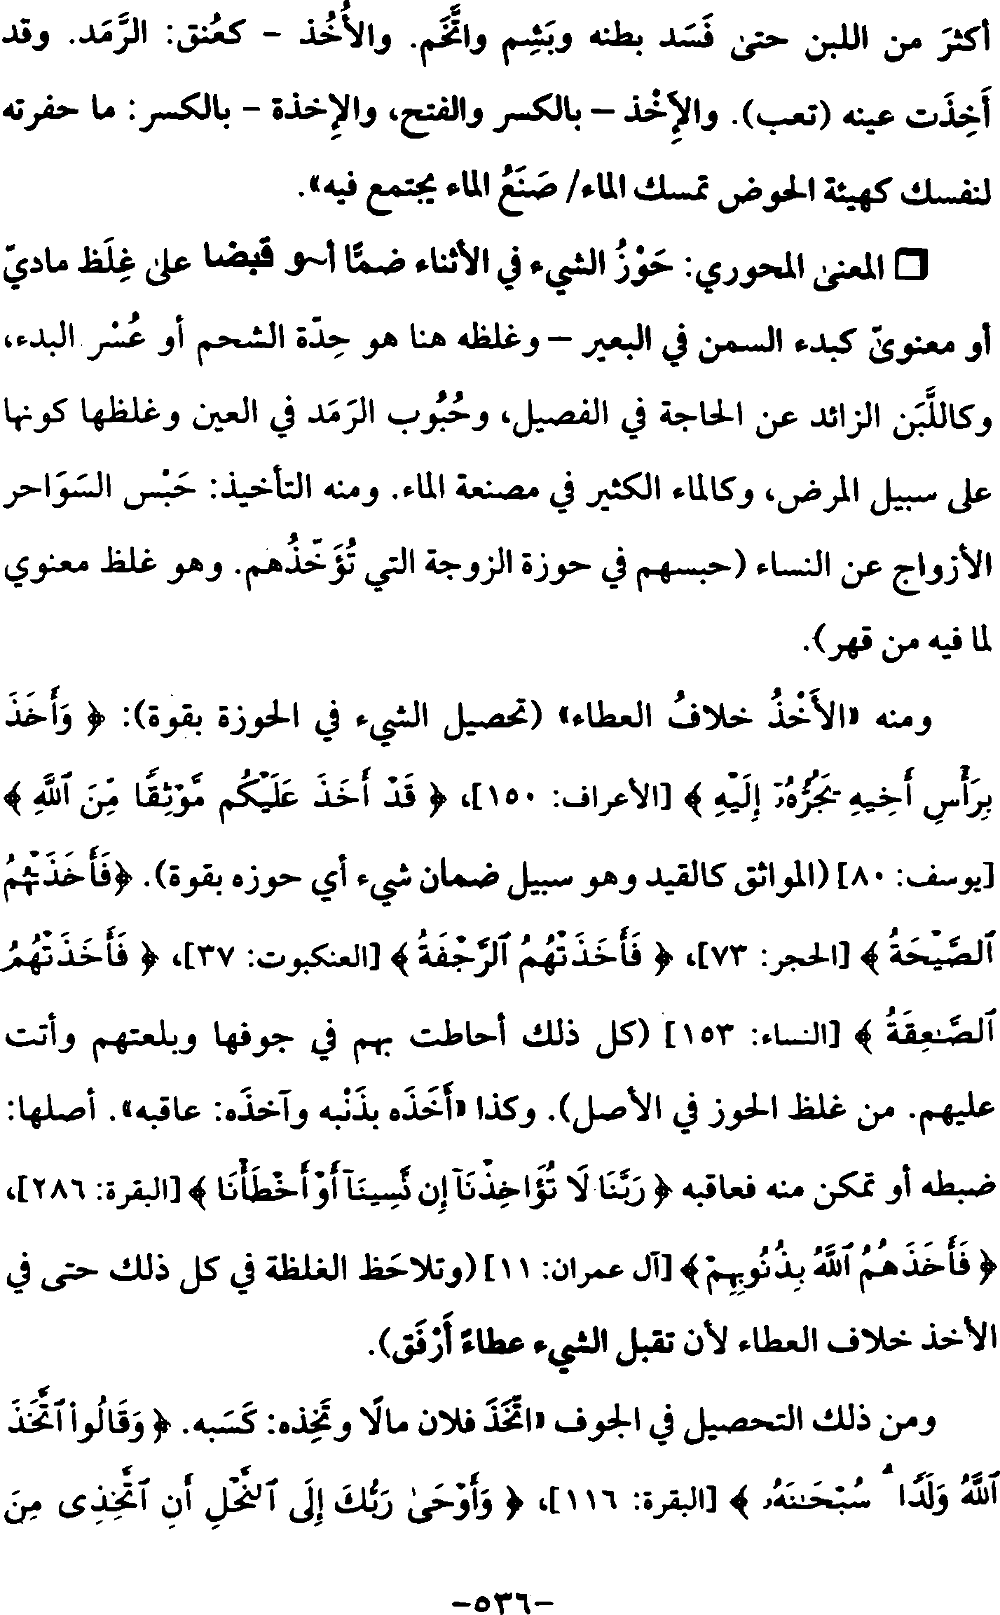 أكثرَ من اللبن حتىٰ فَسَد بطنه وبَشِم واتَّخَم. والأُخُذ – كعُنق: الرَّمَد. وقد
أَخِذَت عينه (تعب). والإَخْذ – بالكسر والفتح، والإِخذة – بالكسر: ما حفرته
لنفسك كهيئة الحوض تمسك الماء/ صَنَعُ الماء يجتمع فيه».
❑ المعنىٰ المحوري: حَوْزُ الشيء في الأثناء ضمًّا أو قبضا علىٰ غِلَظ ماديّ
أو معنويّ كبدء السمن في البعير – وغلظه هنا هو حِدّة الشحم أو عُسْر البدء،
وكاللَّبَن الزائد عن الحاجة في الفصيل، وحُبُوب الرَمَد في العين وغلظها كونها
على سبيل المرض، وكالماء الكثير في مصنعة الماء. ومنه التأخيذ: حَبْس السَوَاحر
الأزواج عن النساء (حبسهم في حوزة الزوجة التي تُؤَخّذُهم. وهو غلظ معنوي
لما فيه من قهر).
ومنه «الأَخْذُ خلافُ العطاء» (تحصيل الشيء في الحوزة بقوة): ﴿ وَأَخَذَ
بِرَأْسِ أَخِيهِ يَجُرُّهُۥٓ إِلَيْهِ ﴾ [الأعراف: ١٥٠]، ﴿ قَدْ أَخَذَ عَلَيْكُم مَّوْثِقًا مِّنَ ٱللَّهِ ﴾
[يوسف: ٨٠] (المواثق كالقيد وهو سبيل ضمان شيء أي حوزه بقوة). ﴿فَأَخَذَتْهُمُ
ٱلصَّيْحَةُ ﴾ [الحجر: ٧٣]، ﴿ فَأَخَذَتْهُمُ ٱلرَّجْفَةُ ﴾ [العنكبوت: ٣٧]، ﴿ فَأَخَذَتْهُمُ
ٱلصَّـٰعِقَةُ ﴾ [النساء: ١٥٣] (كل ذلك أحاطت بهم في جوفها وبلعتهم وأتت
عليهم. من غلظ الحوز في الأصل). وكذا «أَخَذَه بذَنْبه وآخذَه: عاقبه». أصلها:
ضبطه أو تمكن منه فعاقبه ﴿ رَبَّنَا لَا تُؤَاخِذْنَآ إِن نَّسِينَآ أَوْ أَخْطَأْنَا ﴾ [البقرة: ٢٨٦]،
﴿ فَأَخَذَهُمُ ٱللَّهُ بِذُنُوبِهِمْ ﴾ [آل عمران: ١١] (وتلاحَظ الغلظة في كل ذلك حتى في
الأخذ خلاف العطاء لأن تقبل الشيء عطاءً أَرْفَق).
ومن ذلك التحصيل في الجوف «اتّخَذَ فلان مالًا وتَخِذه: كَسَبه. ﴿ وَقَالُوا۟ ٱتَّخَذَ
ٱللَّهُ وَلَدًا ۗ سُبْحَـٰنَهُۥ ﴾ [البقرة: ١١٦]، ﴿ وَأَوْحَىٰ رَبُّكَ إِلَى ٱلنَّحْلِ أَنِ ٱتَّخِذِى مِنَ
-٥٣٦-